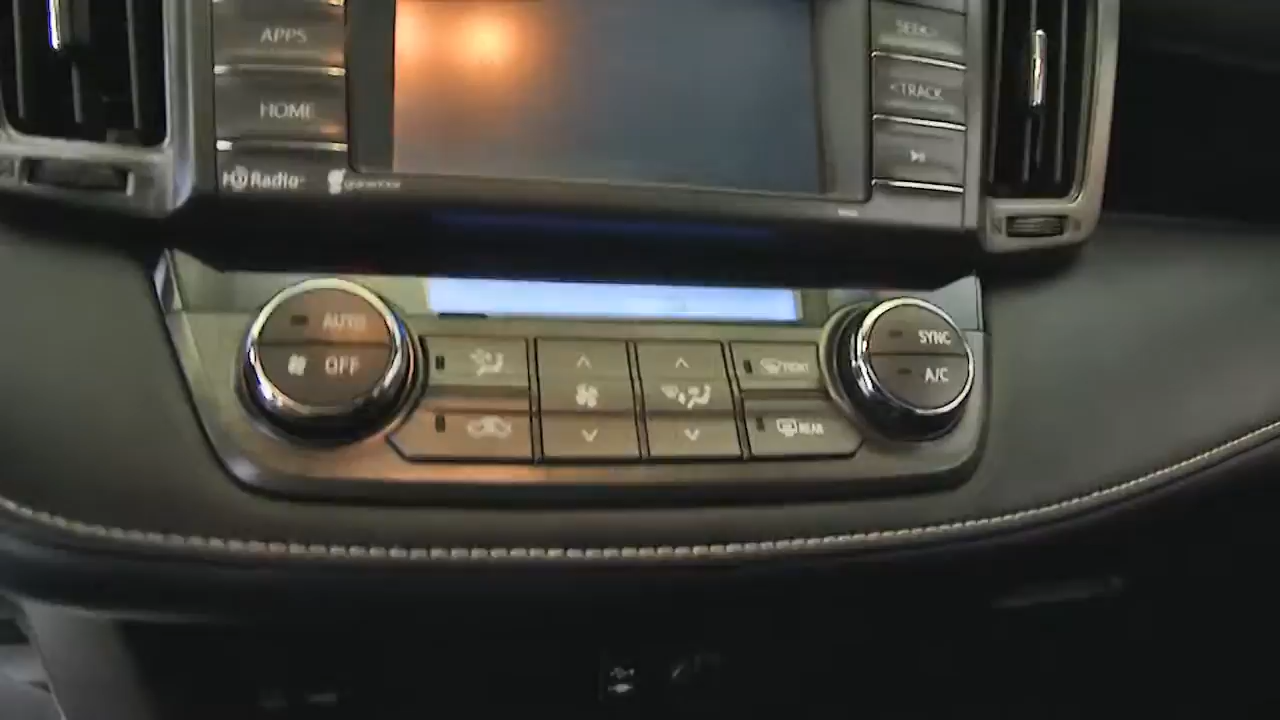 APPS
HOME
HD Radio
SEEK>
<TRACK
AUTO
OFF
FRONT
REAR
SYNC
A/C